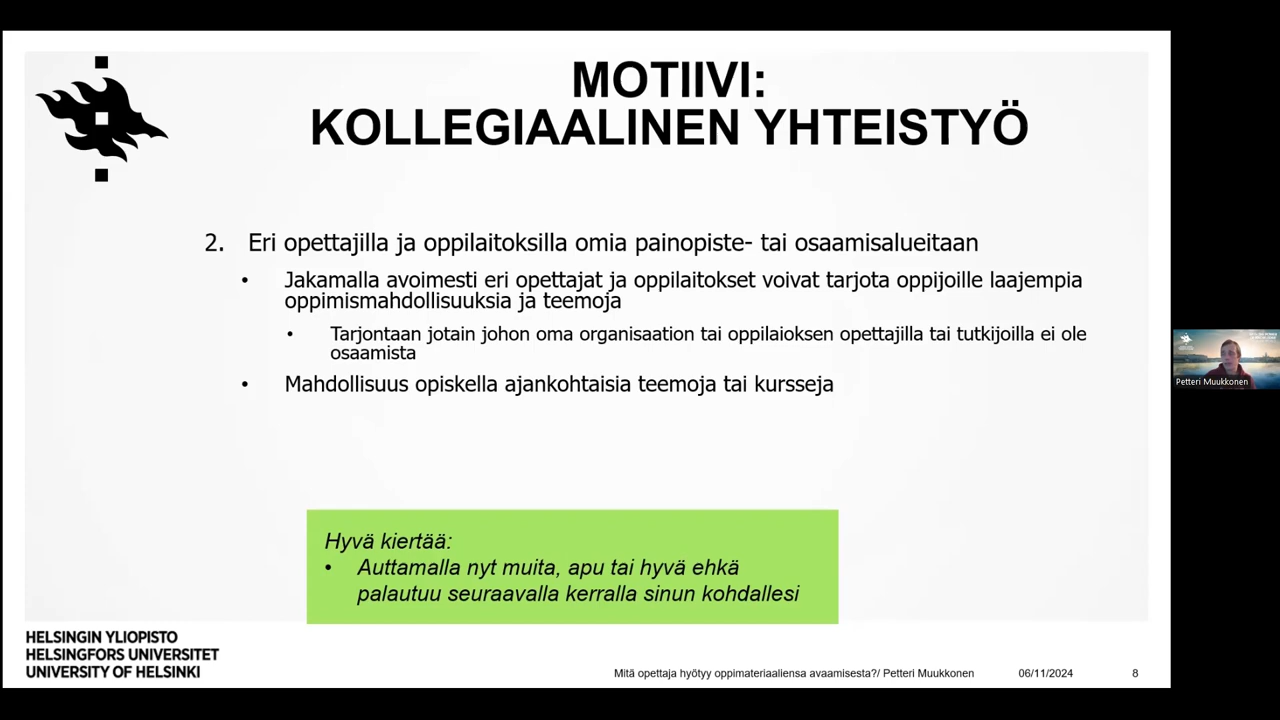 MOTIIVI:
KOLLEGIAALINEN YHTEISTYÖ
2. Eri opettajilla ja oppilaitoksilla omia painopiste- tai osaamisalueitaan
• Jakamalla avoimesti eri opettajat ja oppilaitokset voivat tarjota oppijoille laajempia
oppimismahdollisuuksia ja teemoja
• Tarjontaan jotain johon oma organisaation tai oppilaioksen opettajilla tai tutkijoilla ei ole
osaamista
• Mahdollisuus opiskella ajankohtaisia teemoja tai kursseja
Hyvä kiertää:
• Auttamalla nyt muita, apu tai hyvä ehkä
palautuu seuraavalla kerralla sinun kohdallesi
HELSINGIN YLIOPISTO
HELSINGFORS UNIVERSITET
UNIVERSITY OF HELSINKI
Mitä opettaja hyötyy oppimateriaaliensa avaamisesta?/ Petteri Muukkonen 06/11/2024 8
Petteri Muukkonen